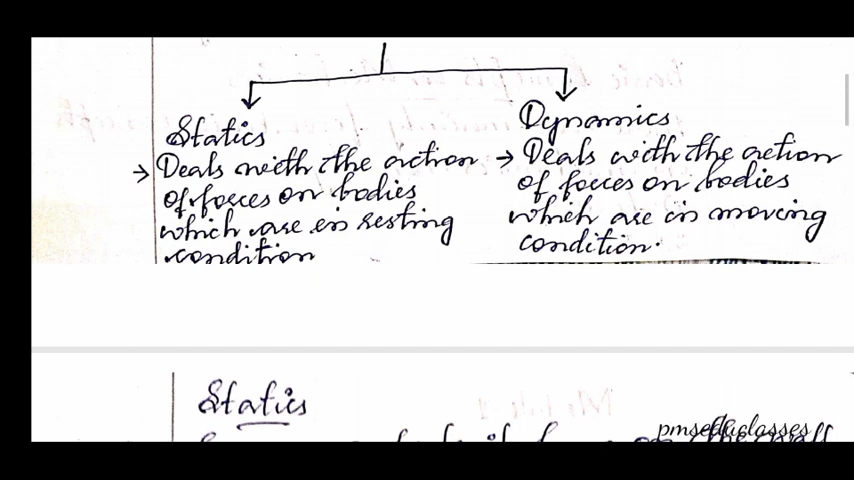 Statics
→ Deals with the action
of forces on bodies
which are in resting
condition
Dynamics
→ Deals with the action
of forces on bodies
which are in moving
condition.
Statics
pmseduclasses